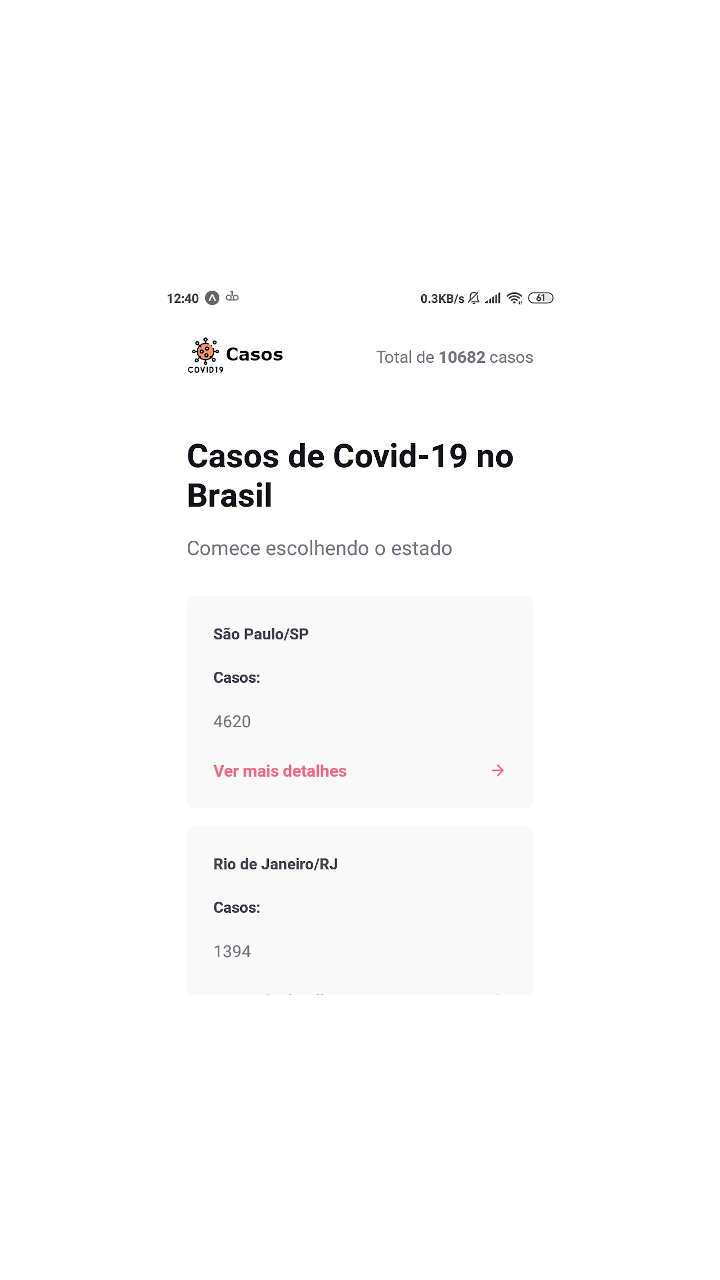 12:40 0.3KB/s 61
COVID19 Casos
Total de 10682 casos
Casos de Covid-19 no
Brasil
Comece escolhendo o estado
São Paulo/SP
Casos:
4620
Ver mais detalhes
Rio de Janeiro/RJ
Casos:
1394